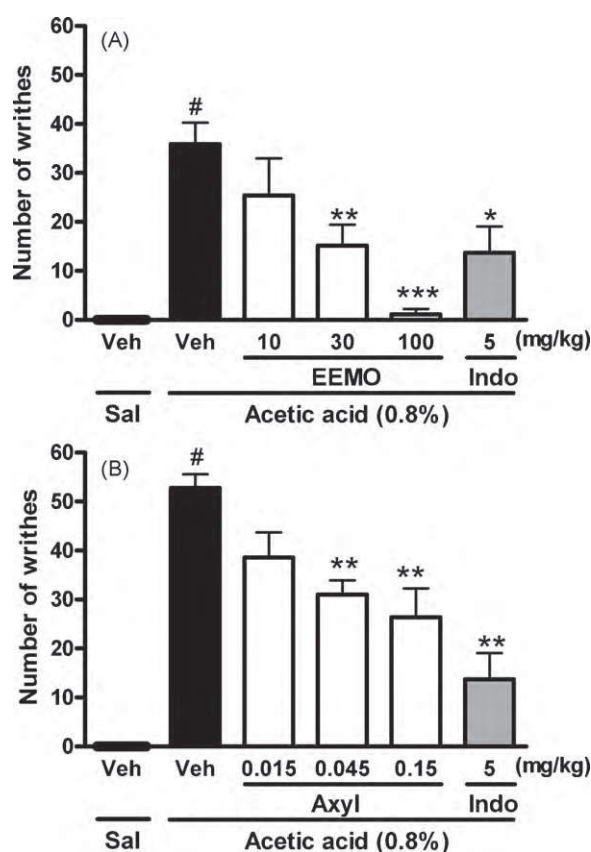 (A)
Number of writhes
60
50
40
30
20
10
0
#
**
***
*
Veh Veh 10 30 100 5 (mg/kg)
EEMO Indo
Sal Acetic acid (0.8%)
(B)
Number of writhes
60
50
40
30
20
10
0
#
**
**
**
Veh Veh 0.015 0.045 0.15 5 (mg/kg)
Axyl Indo
Sal Acetic acid (0.8%)